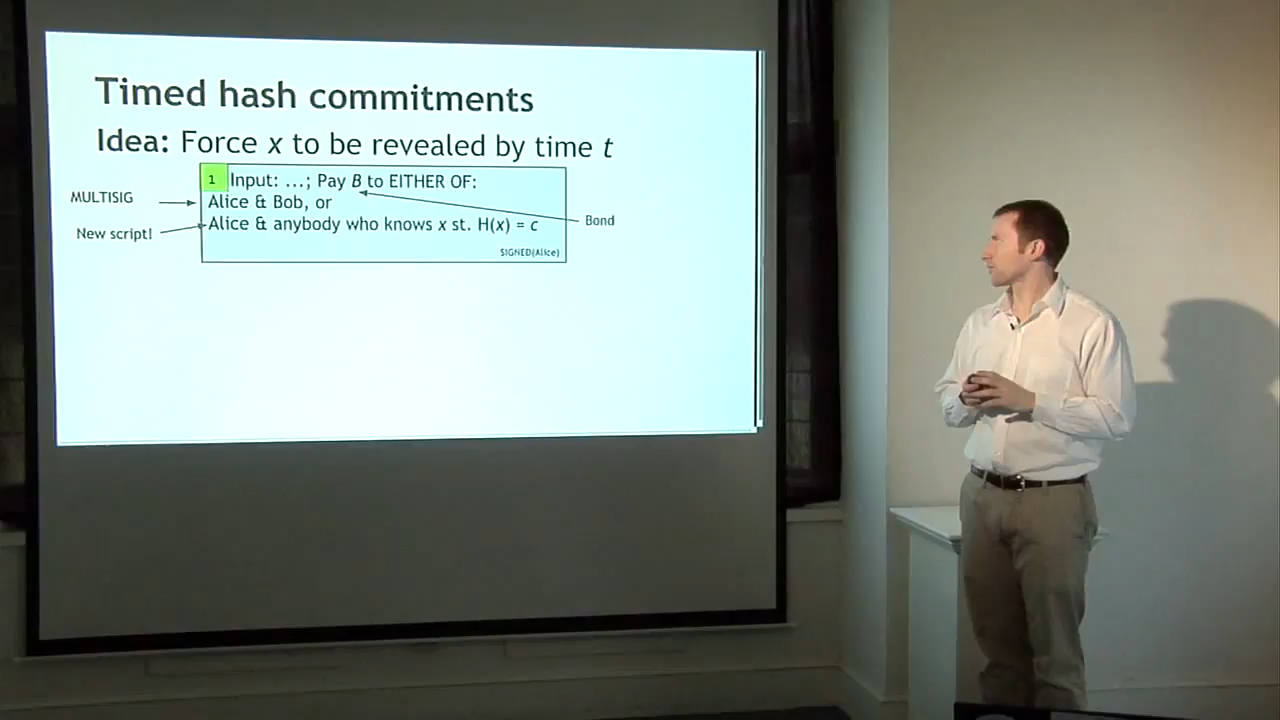 Timed hash commitments
Idea: Force x to be revealed by time t
1 Input: ...; Pay B to EITHER OF:
MULTISIG
Alice & Bob, or
New script!
Alice & anybody who knows x st. H(x) = c
Bond
SIGNED(Alice)